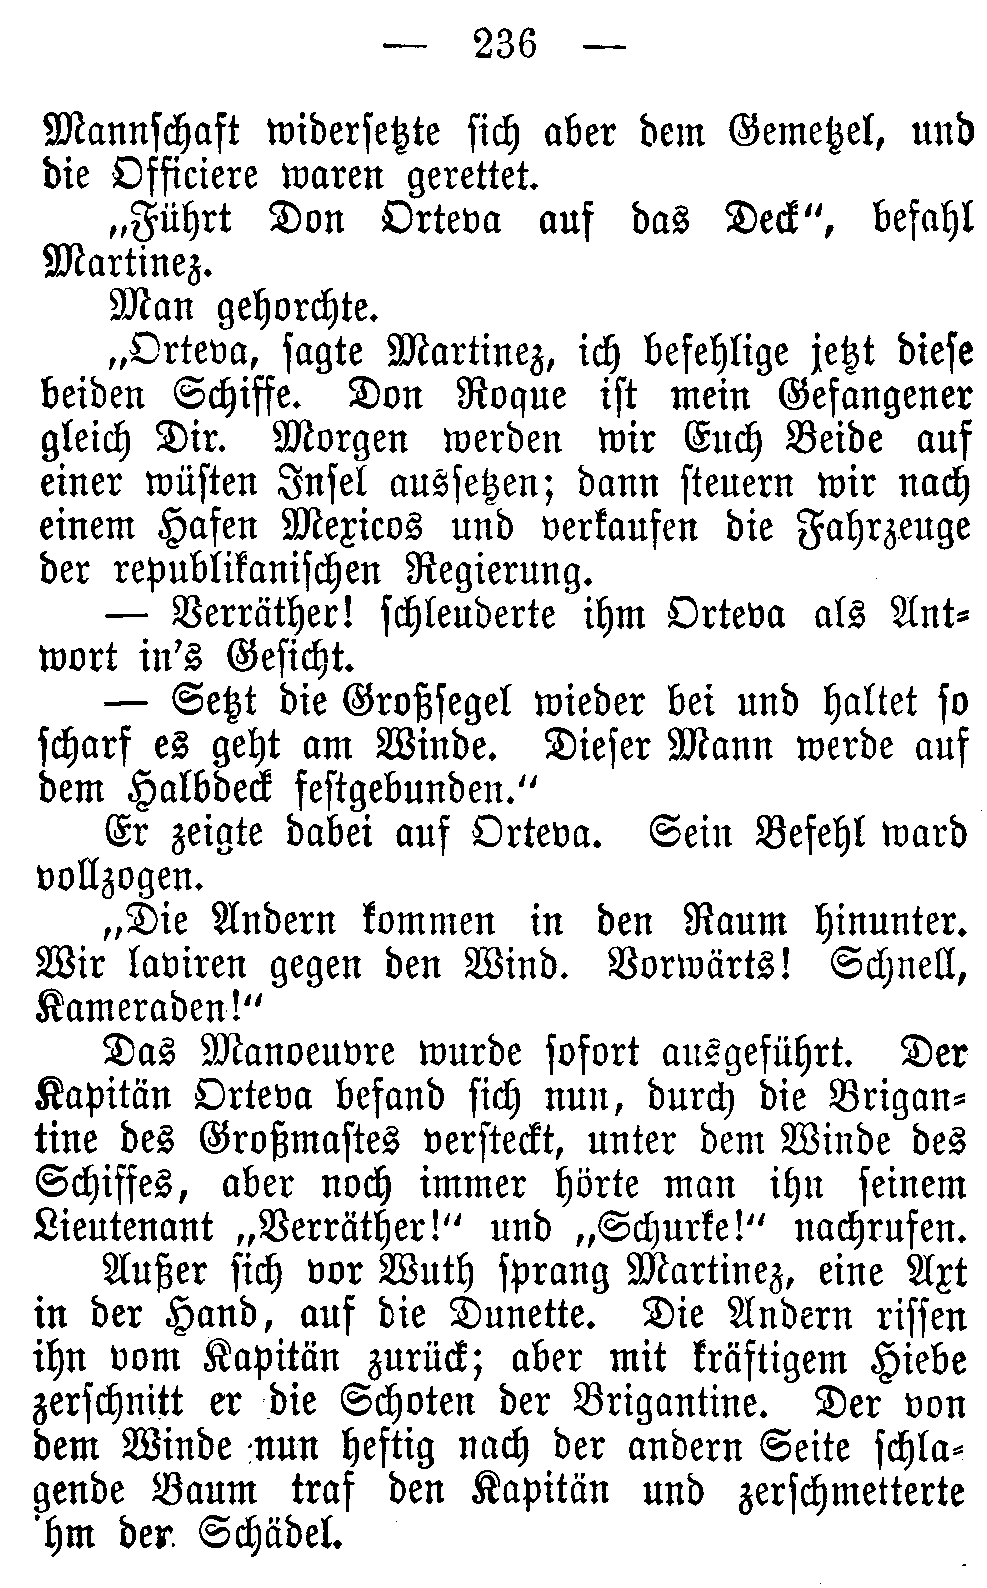 — 236 —
Mannschaft widersetzte sich aber dem Gemetzel, und
die Officiere waren gerettet.
„Führt Don Orteva auf das Deck“, befahl
Martinez.
Man gehorchte.
„Orteva, sagte Martinez, ich befehlige jetzt diese
beiden Schiffe. Don Roque ist mein Gefangener
gleich Dir. Morgen werden wir Euch Beide auf
einer wüsten Insel aussetzen; dann steuern wir nach
einem Hafen Mexicos und verkaufen die Fahrzeuge
der republikanischen Regierung.
— Verräther! schleuderte ihm Orteva als Ant-
wort in's Gesicht.
— Setzt die Großsegel wieder bei und haltet so
scharf es geht am Winde. Dieser Mann werde auf
dem Halbdeck festgebunden.“
Er zeigte dabei auf Orteva. Sein Befehl ward
vollzogen.
„Die Andern kommen in den Raum hinunter.
Wir laviren gegen den Wind. Vorwärts! Schnell,
Kameraden!“
Das Manoeuvre wurde sofort ausgeführt. Der
Kapitän Orteva befand sich nun, durch die Brigan-
tine des Großmastes versteckt, unter dem Winde des
Schiffes, aber noch immer hörte man ihn seinem
Lieutenant „Verräther!“ und „Schurke!“ nachrufen.
Außer sich vor Wuth sprang Martinez, eine Axt
in der Hand, auf die Dunette. Die Andern rissen
ihn vom Kapitän zurück; aber mit kräftigem Hiebe
zerschnitt er die Schoten der Brigantine. Der von
dem Winde nun heftig nach der andern Seite schla-
gende Baum traf den Kapitän und zerschmetterte
'hm der Schädel.